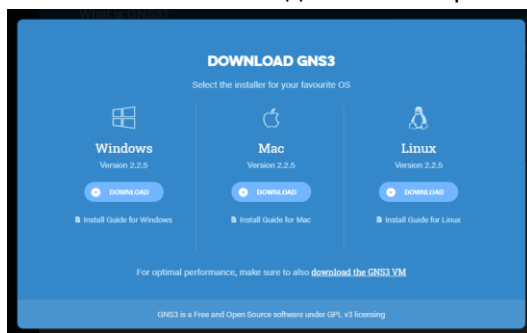 What is GNS3?
DOWNLOAD GNS3
Select the installer for your favourite OS
Windows
Mac
Linux
Version 2.2.5
Version 2.2.5
Version 2.2.5
DOWNLOAD
DOWNLOAD
DOWNLOAD
Install Guide for Windows
Install Guide for Mac
Install Guide for Linux
For optimal performance, make sure to also download the GNS3 VM
GNS3 is a Free and Open Source software under GPL v3 licensing